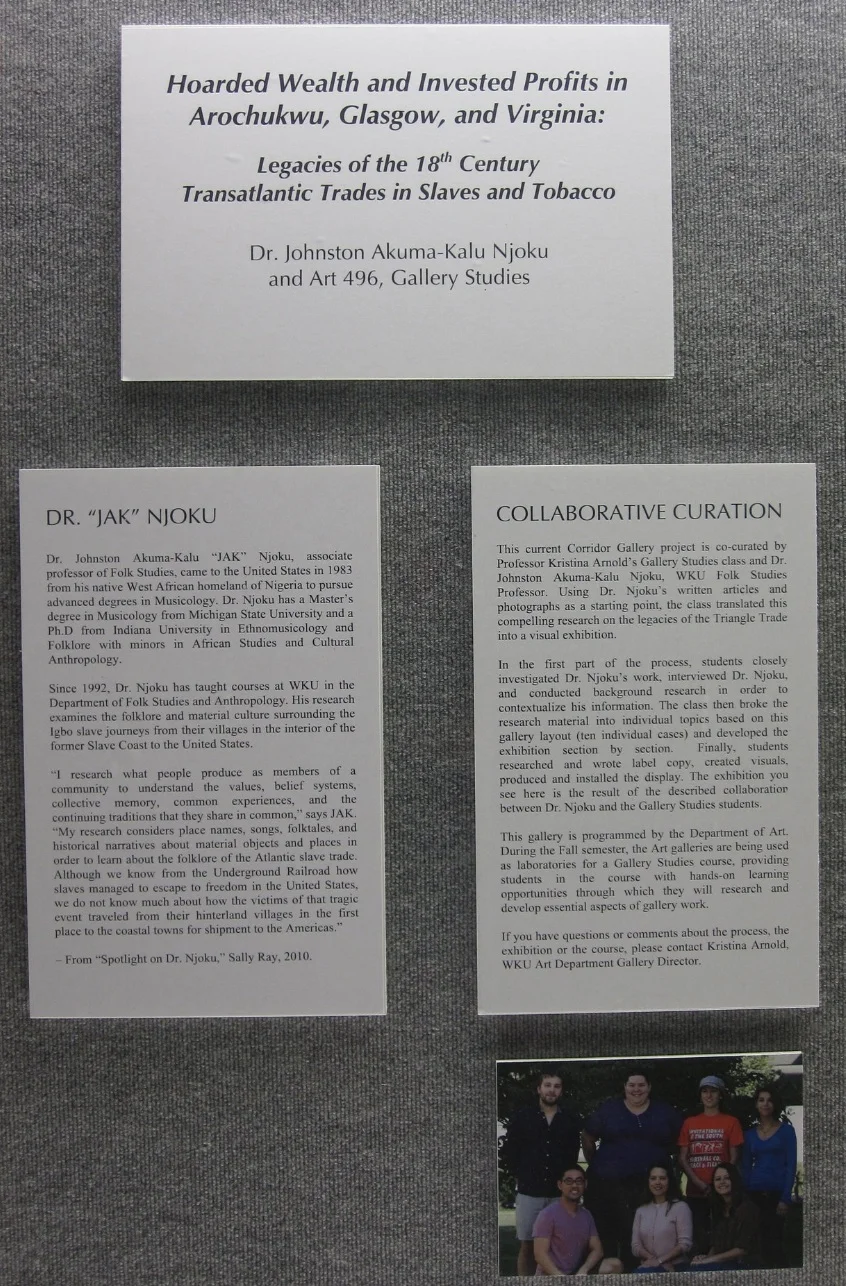 Hoarded Wealth and Invested Profits in
Arochukwu, Glasgow, and Virginia:
Legacies of the 18th Century
Transatlantic Trades in Slaves and Tobacco
Dr. Johnston Akuma-Kalu Njoku
and Art 496, Gallery Studies
DR. “JAK” NJOKU
Dr. Johnston Akuma-Kalu “JAK” Njoku, associate
professor of Folk Studies, came to the United States in 1983
from his native West African homeland of Nigeria to pursue
advanced degrees in Musicology. Dr. Njoku has a Master’s
degree in Musicology from Michigan State University and a
Ph.D from Indiana University in Ethnomusicology and
Folklore with minors in African Studies and Cultural
Anthropology.
Since 1992, Dr. Njoku has taught courses at WKU in the
Department of Folk Studies and Anthropology. His research
examines the folklore and material culture surrounding the
Igbo slave journeys from their villages in the interior of the
former Slave Coast to the United States.
“I research what people produce as members of a
community to understand the values, belief systems,
collective memory, common experiences, and the
continuing traditions that they share in common,” says JAK.
“My research considers place names, songs, folktales, and
historical narratives about material objects and places in
order to learn about the folklore of the Atlantic slave trade.
Although we know from the Underground Railroad how
slaves managed to escape to freedom in the United States,
we do not know much about how the victims of that tragic
event traveled from their hinterland villages in the first
place to the coastal towns for shipment to the Americas.”
– From “Spotlight on Dr. Njoku,” Sally Ray, 2010.
COLLABORATIVE CURATION
This current Corridor Gallery project is co-curated by
Professor Kristina Arnold’s Gallery Studies class and Dr.
Johnston Akuma-Kalu Njoku, WKU Folk Studies
Professor. Using Dr. Njoku’s written articles and
photographs as a starting point, the class translated this
compelling research on the legacies of the Triangle Trade
into a visual exhibition.
In the first part of the process, students closely
investigated Dr. Njoku’s work, interviewed Dr. Njoku,
and conducted background research in order to
contextualize his information. The class then broke the
research material into individual topics based on this
gallery layout (ten individual cases) and developed the
exhibition section by section. Finally, students
researched and wrote label copy, created visuals,
produced and installed the display. The exhibition you
see here is the result of the described collaboration
between Dr. Njoku and the Gallery Studies students.
This gallery is programmed by the Department of Art.
During the Fall semester, the Art galleries are being used
as laboratories for a Gallery Studies course, providing
students in the course with hands-on learning
opportunities through which they will research and
develop essential aspects of gallery work.
If you have questions or comments about the process, the
exhibition or the course, please contact Kristina Arnold,
WKU Art Department Gallery Director.